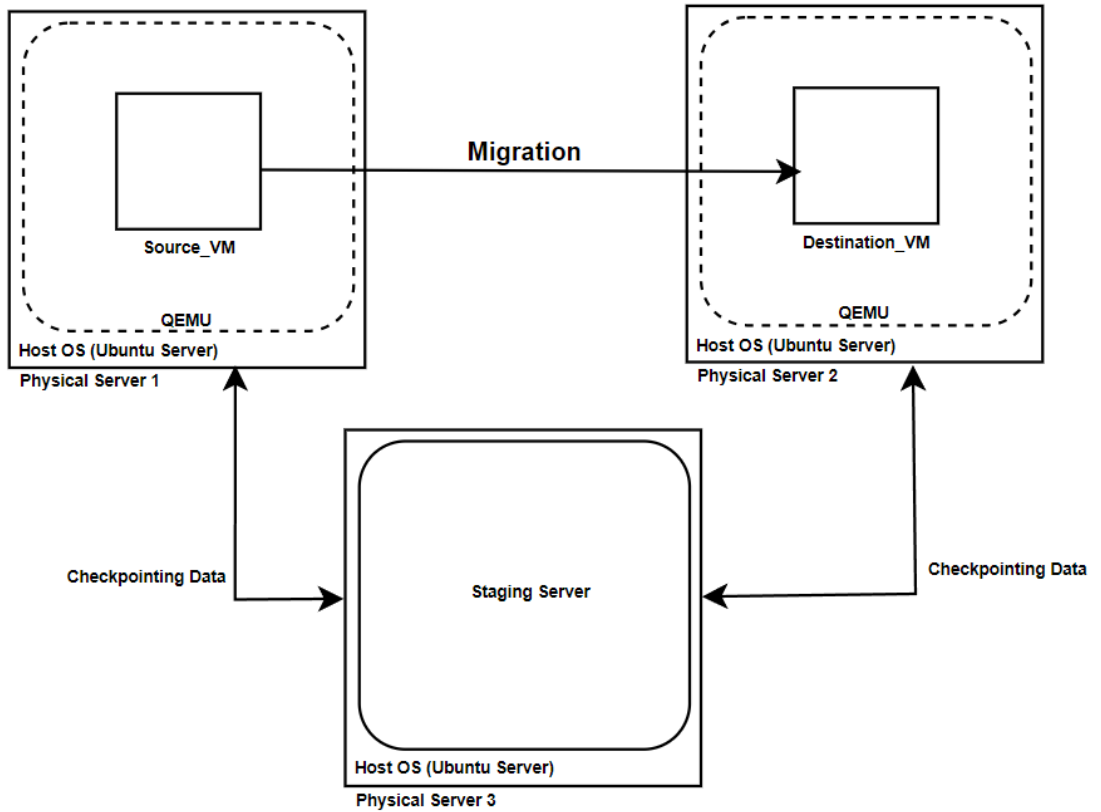 Migration
Source_VM
Destination_VM
QEMU
QEMU
Host OS (Ubuntu Server)
Host OS (Ubuntu Server)
Physical Server 1
Physical Server 2
Checkpointing Data
Staging Server
Checkpointing Data
Host OS (Ubuntu Server)
Physical Server 3